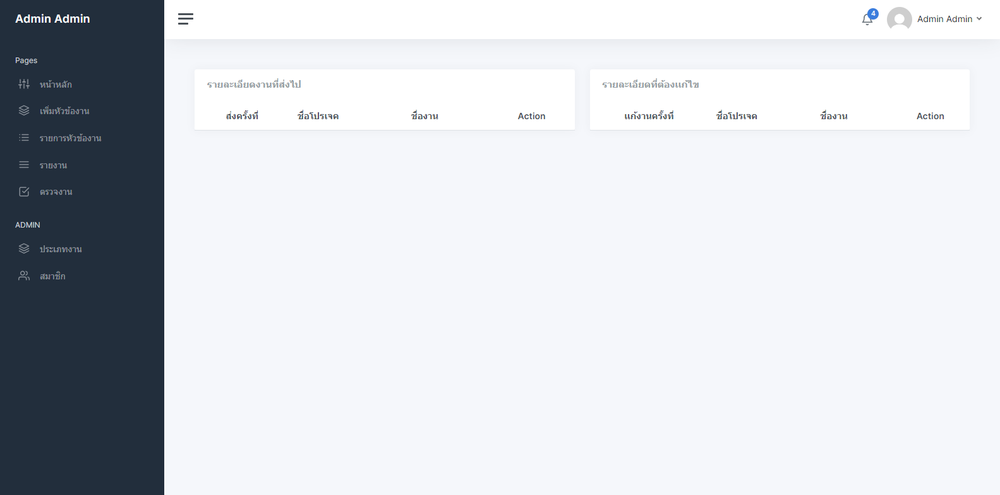 Admin Admin
4
Admin Admin
Pages
หน้าหลัก
เพิ่มหัวข้องาน
รายการหัวข้องาน
รายงาน
ตรวจงาน
ADMIN
ประเภทงาน
สมาชิก
รายละเอียดงานที่ส่งไป
ส่งครั้งที่ ชื่อโปรเจค ชื่องาน Action
รายละเอียดที่ต้องแก้ไข
แก้งานครั้งที่ ชื่อโปรเจค ชื่องาน Action